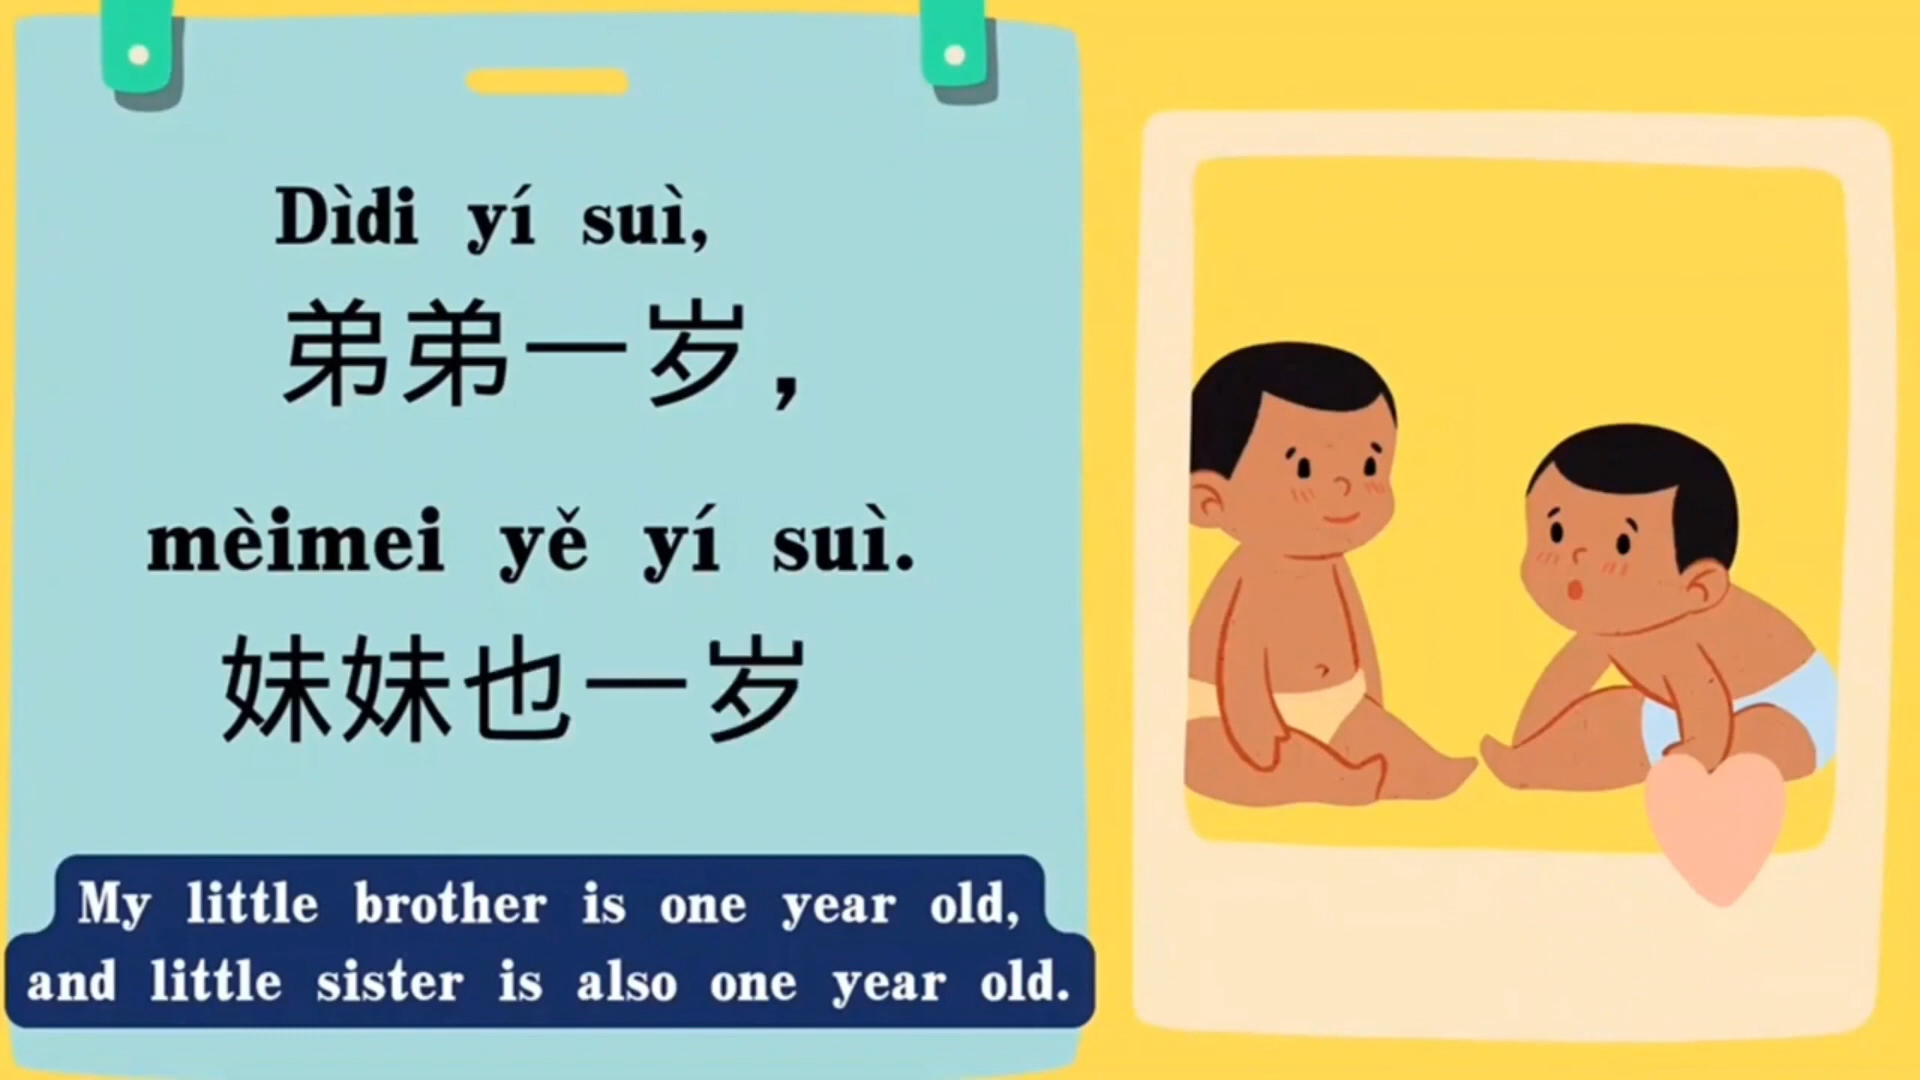 Dìdi yí suì,
弟弟一岁，
mèimei yě yí suì.
妹妹也一岁
My little brother is one year old,
and little sister is also one year old.